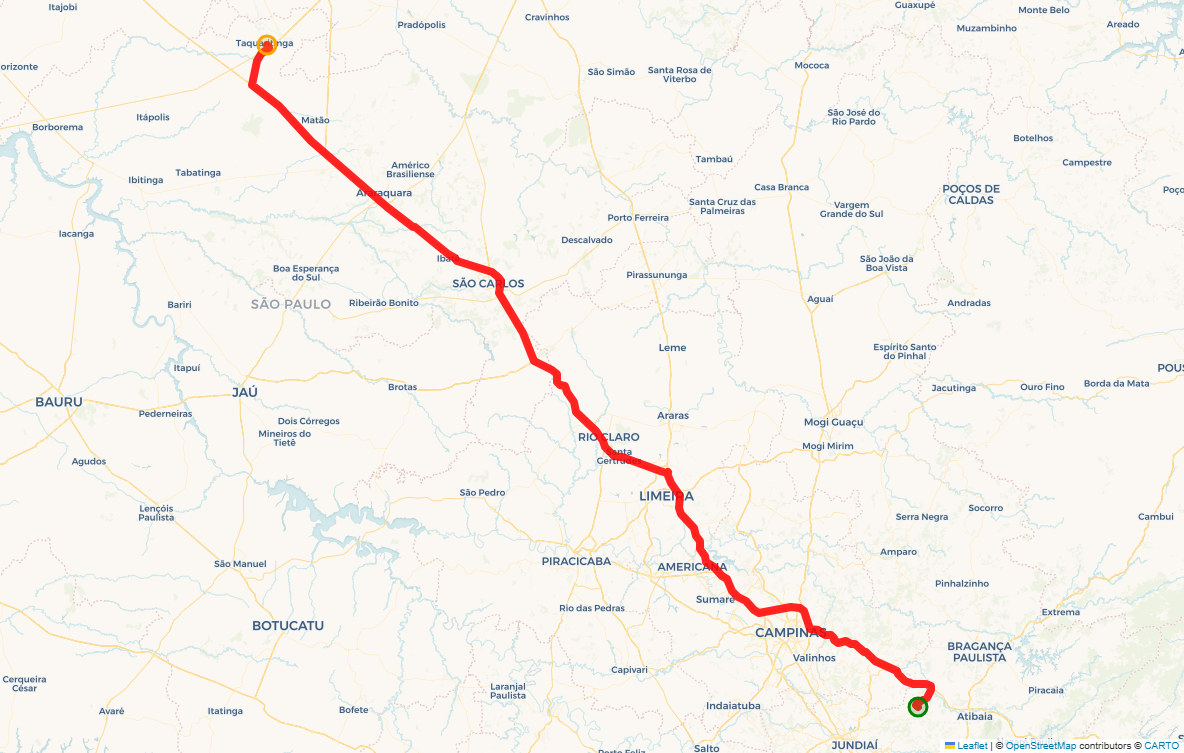 Itajobi
Cravinhos
Guaxupé
Monte Belo
Pradópolis
Muzambinho
Areado
Taquaritinga
orizonte
São Simão
Santa Rosa de
Viterbo
Mococa
Itápolis
Matão
São José do
Rio Pardo
Borborema
Botelhos
Américo
Brasiliense
Tambaú
Campestre
Tabatinga
Ibitinga
Araraquara
Casa Branca
POÇOS DE
CALDAS
Poço
Santa Cruz das
Palmeiras
Vargem
Grande do Sul
Porto Ferreira
Iacanga
Descalvado
Ibaté
São João da
Boa Vista
Boa Esperança
do Sul
SÃO CARLOS
Pirassununga
Bariri
SÃO PAULO
Ribeirão Bonito
Aguaí
Andradas
Leme
Espírito Santo
do Pinhal
Itapuí
POUS
JAÚ
Brotas
Jacutinga
Ouro Fino
Borda da Mata
BAURU
Pederneiras
Araras
Dois Córregos
Mogi Guaçu
Mineiros do
Tietê
RIO CLARO
Mogi Mirim
Santa
Gertrudes
Agudos
São Pedro
LIMEIRA
Lençóis
Paulista
Socorro
Serra Negra
Cambui
São Manuel
PIRACICABA
AMERICANA
Amparo
Pinhalzinho
Sumaré
Rio das Pedras
Extrema
BOTUCATU
CAMPINAS
BRAGANÇA
PAULISTA
Valinhos
Capivari
Cerqueira
César
Laranjal
Paulista
Piracaia
Avaré
Itatinga
Bofete
Indaiatuba
Atibaia
Porto Feliz
Salto
JUNDIAÍ
Leaflet | © OpenStreetMap contributors © CARTO